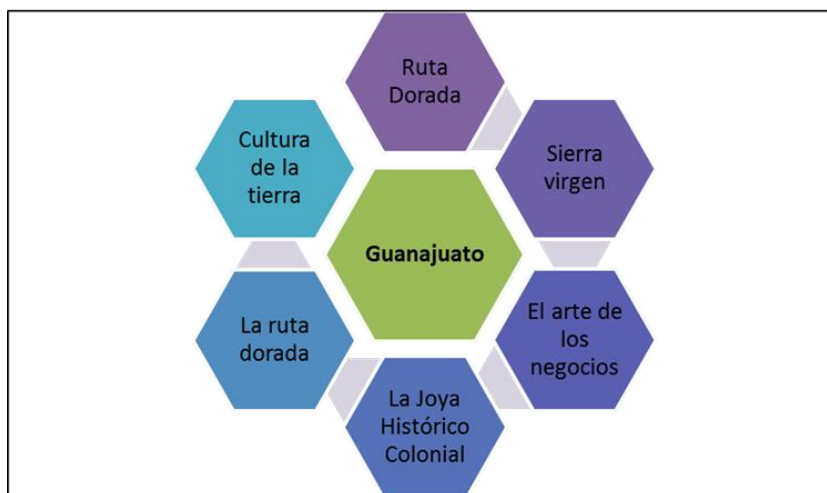 Ruta
Dorada
Sierra
virgen
El arte de
los
negocios
La Joya
Histórico
Colonial
La ruta
dorada
Cultura
de la
tierra
Guanajuato